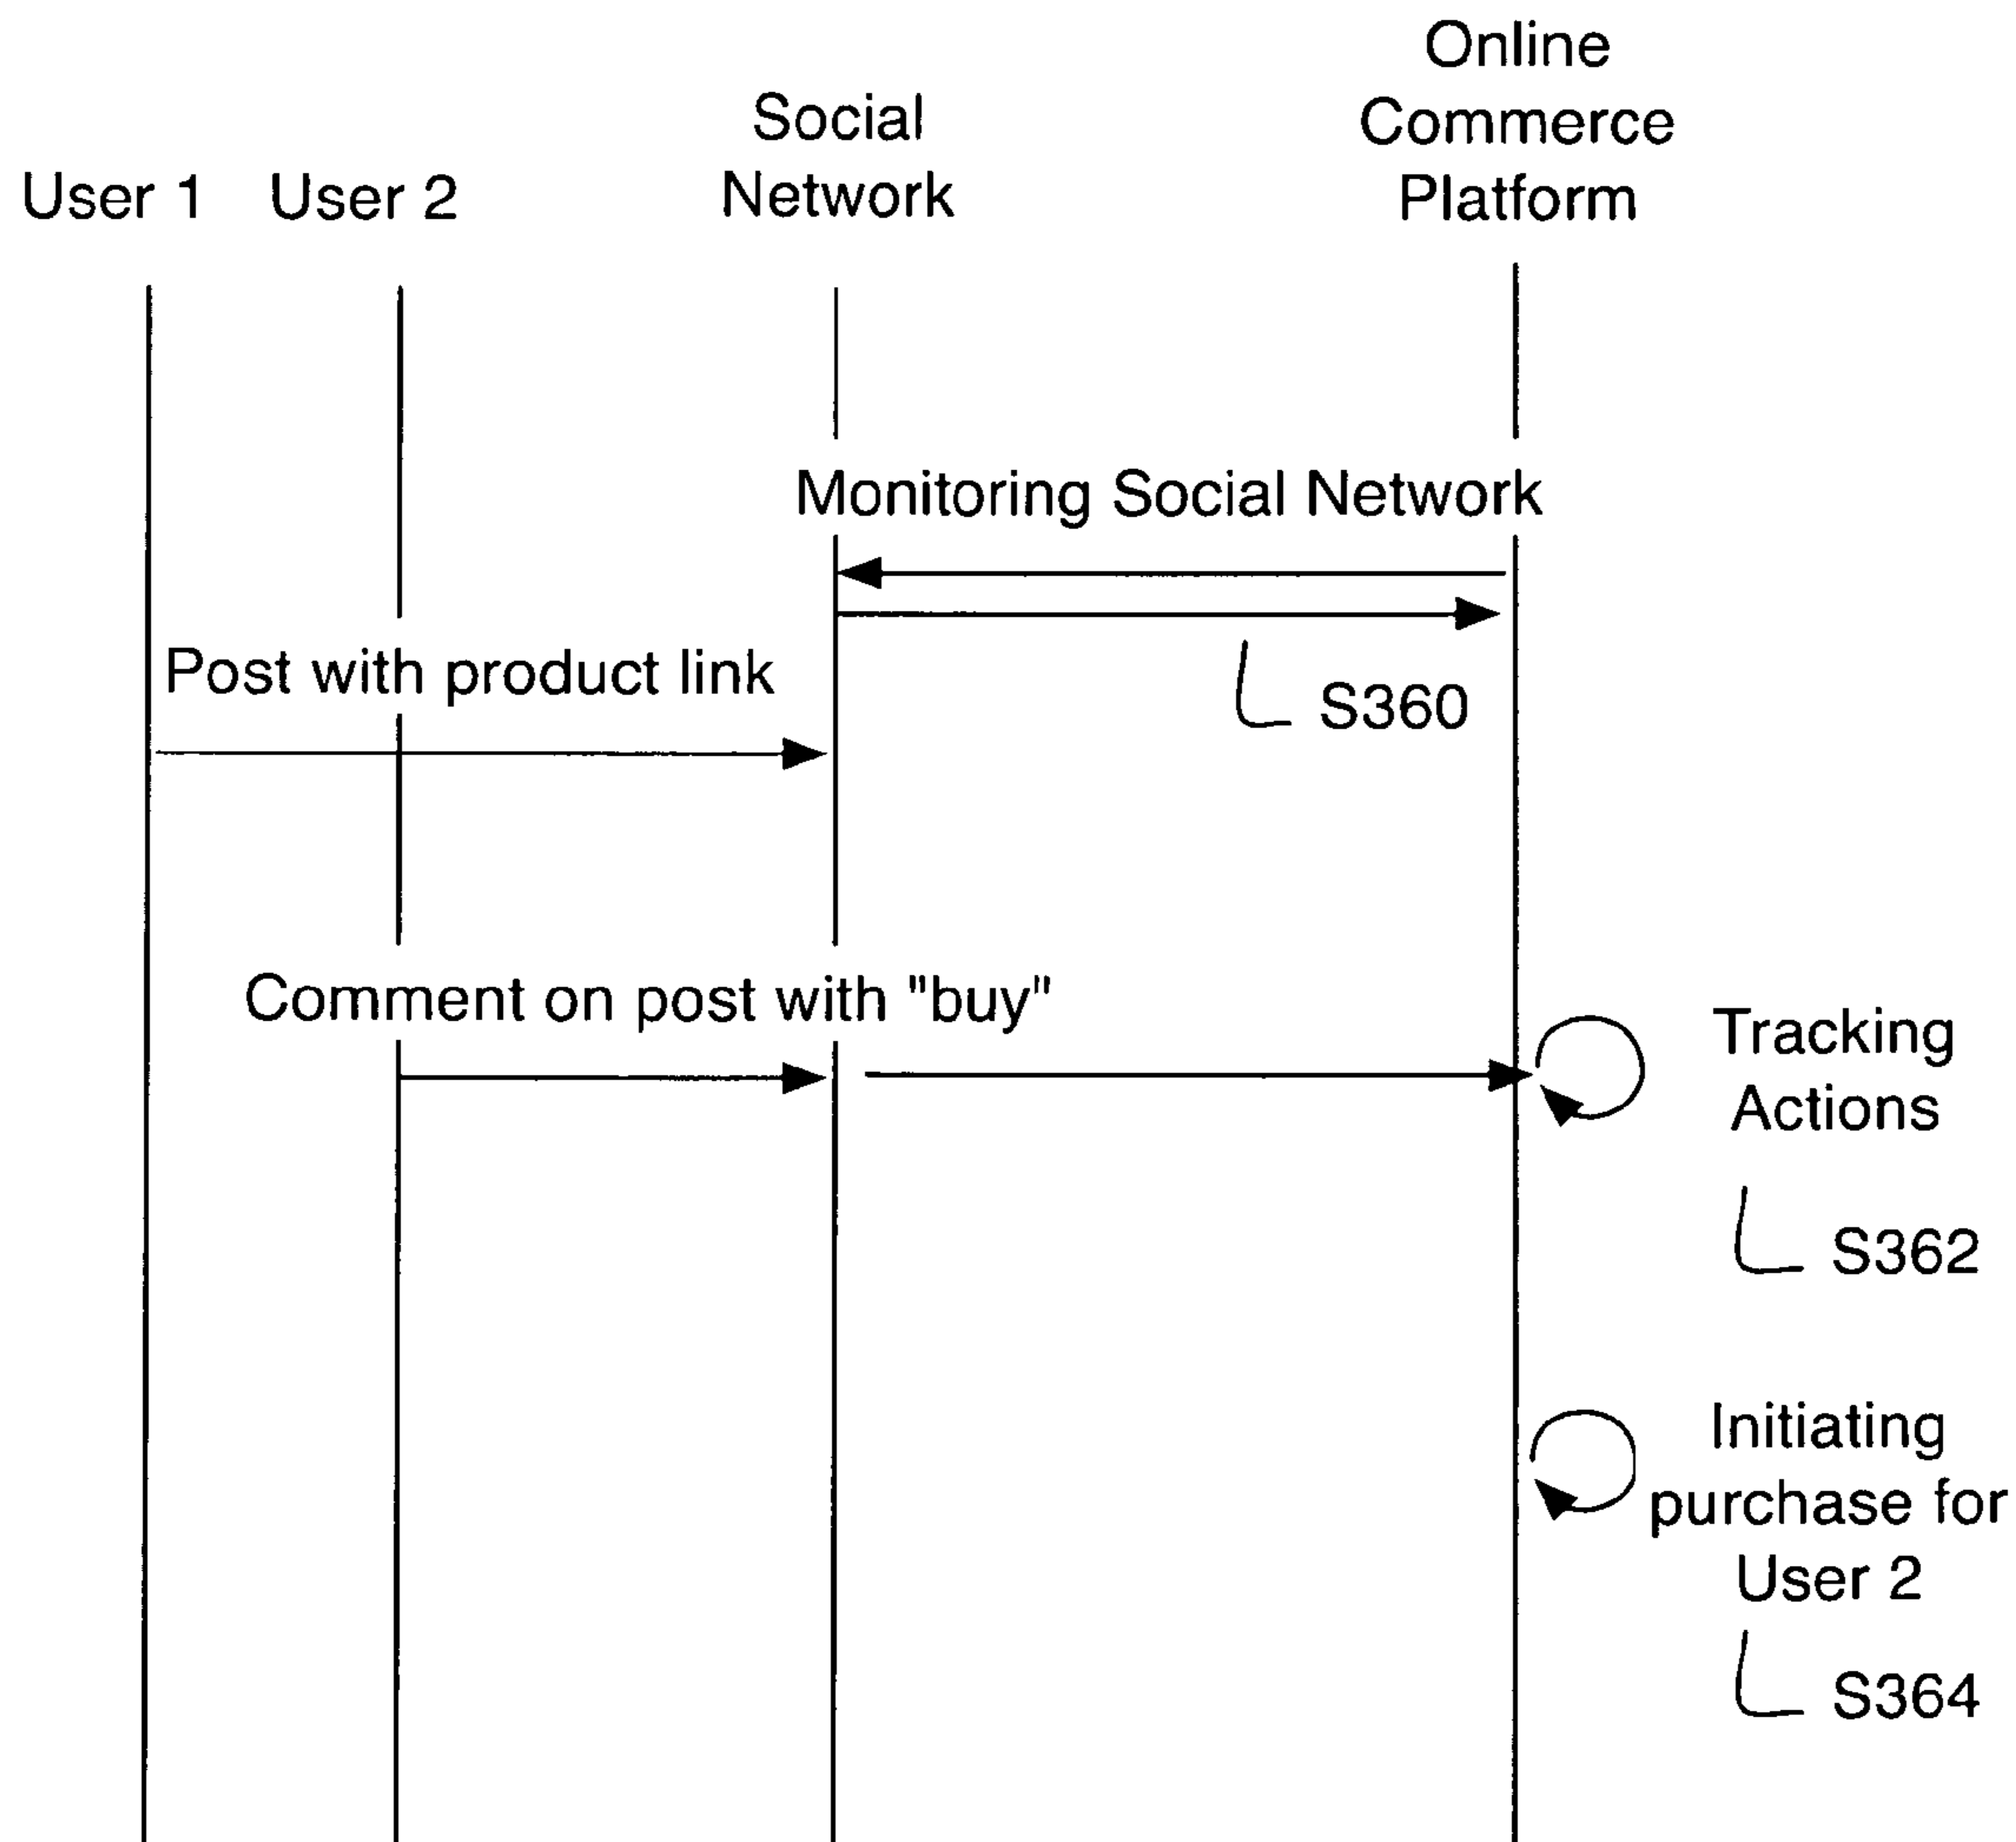 User 1
User 2
Social
Network
Online
Commerce
Platform
Monitoring Social Network
S360
Post with product link
Comment on post with "buy"
Tracking
Actions
S362
Initiating
purchase for
User 2
S364